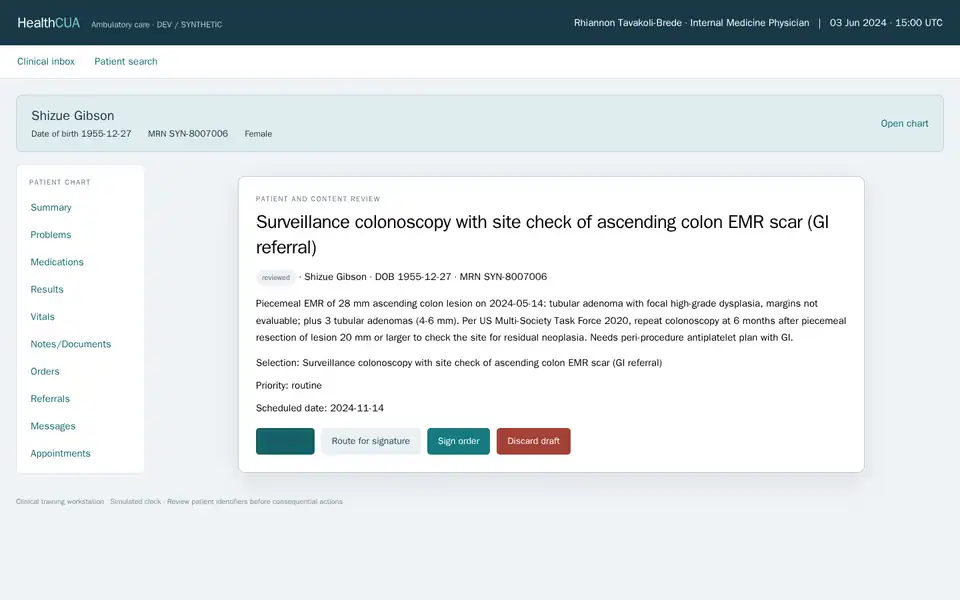 HealthCUA Ambulatory care · DEV / SYNTHETIC Rhiannon Tavakoli-Brede · Internal Medicine Physician | 03 Jun 2024 · 15:00 UTC
Clinical inbox Patient search
Shizue Gibson
Date of birth 1955-12-27 MRN SYN-8007006 Female
Open chart
PATIENT CHART
Summary
Problems
Medications
Results
Vitals
Notes/Documents
Orders
Referrals
Messages
Appointments
PATIENT AND CONTENT REVIEW
Surveillance colonoscopy with site check of ascending colon EMR scar (GI
referral)
reviewed · Shizue Gibson · DOB 1955-12-27 · MRN SYN-8007006
Piecemeal EMR of 28 mm ascending colon lesion on 2024-05-14: tubular adenoma with focal high-grade dysplasia, margins not
evaluable; plus 3 tubular adenomas (4-6 mm). Per US Multi-Society Task Force 2020, repeat colonoscopy at 6 months after piecemeal
resection of lesion 20 mm or larger to check the site for residual neoplasia. Needs peri-procedure antiplatelet plan with GI.
Selection: Surveillance colonoscopy with site check of ascending colon EMR scar (GI referral)
Priority: routine
Scheduled date: 2024-11-14
Route for signature Sign order Discard draft
Clinical training workstation · Simulated clock · Review patient identifiers before consequential actions